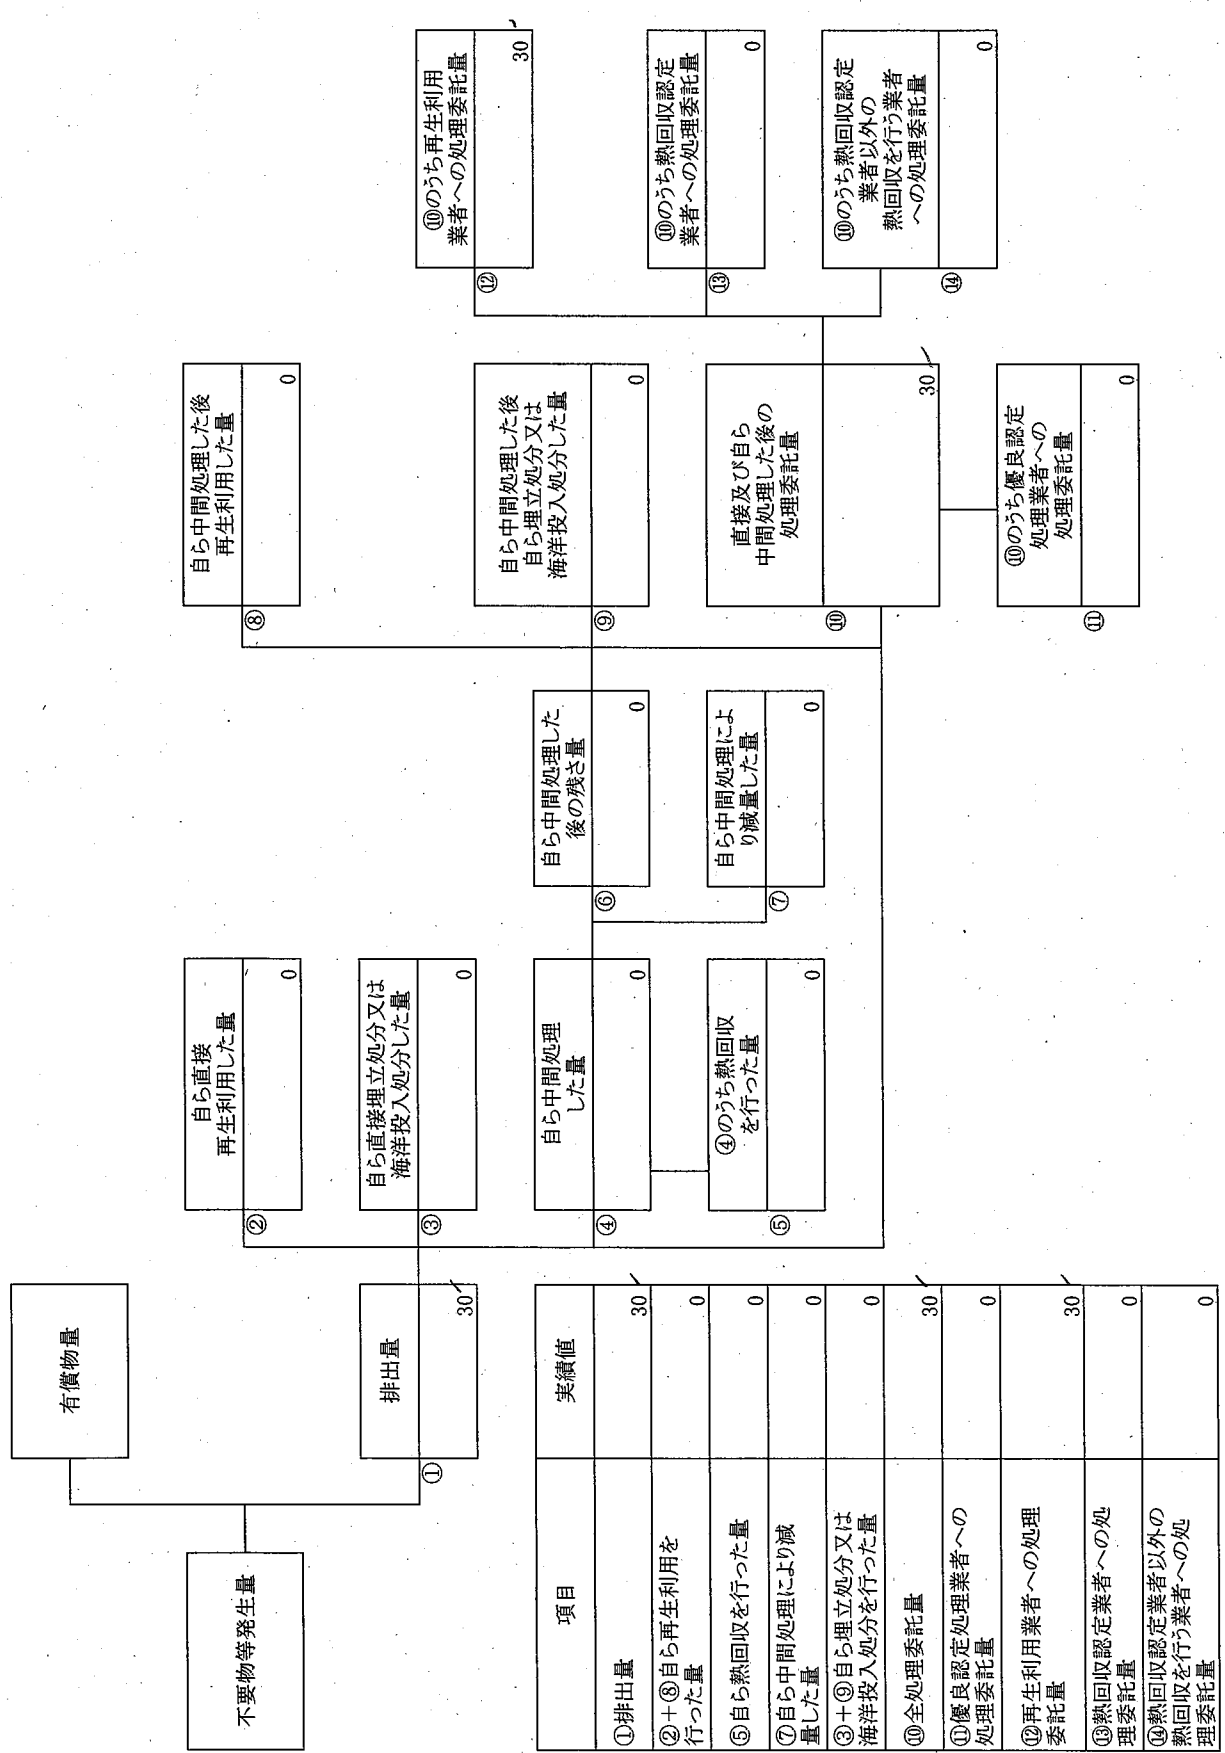 有償物量
不要物等発生量
①
排出量
30
②
自ら直接
再生利用した量
0
③
自ら直接埋立処分又は
海洋投入処分した量
0
④
自ら中間処理
した量
0
⑤
④のうち熱回収
を行った量
0
⑥
自ら中間処理した
後の残さ量
0
⑦
自ら中間処理によ
り減量した量
0
⑧
自ら中間処理した後
再生利用した量
0
⑨
自ら中間処理した後
自ら埋立処分又は
海洋投入処分した量
0
⑩
直接及び自ら
中間処理した後の
処理委託量
30
⑪
⑩のうち優良認定
処理業者への
処理委託量
0
⑫
⑩のうち再生利用
業者への処理委託量
30
⑬
⑩のうち熱回収認定
業者への処理委託量
0
⑭
⑩のうち熱回収認定
業者以外の
熱回収を行う業者
への処理委託量
0
項目 実績値
①排出量 30
②+⑧自ら再生利用を
行った量 0
⑤自ら熱回収を行った量 0
⑦自ら中間処理により減
量した量 0
③+⑨自ら埋立処分又は
海洋投入処分を行った量 0
⑩全処理委託量 30
⑪優良認定処理業者への
処理委託量 0
⑫再生利用業者への処理
委託量 30
⑬熱回収認定業者への処
理委託量 0
⑭熱回収認定業者以外の
熱回収を行う業者への処
理委託量 0